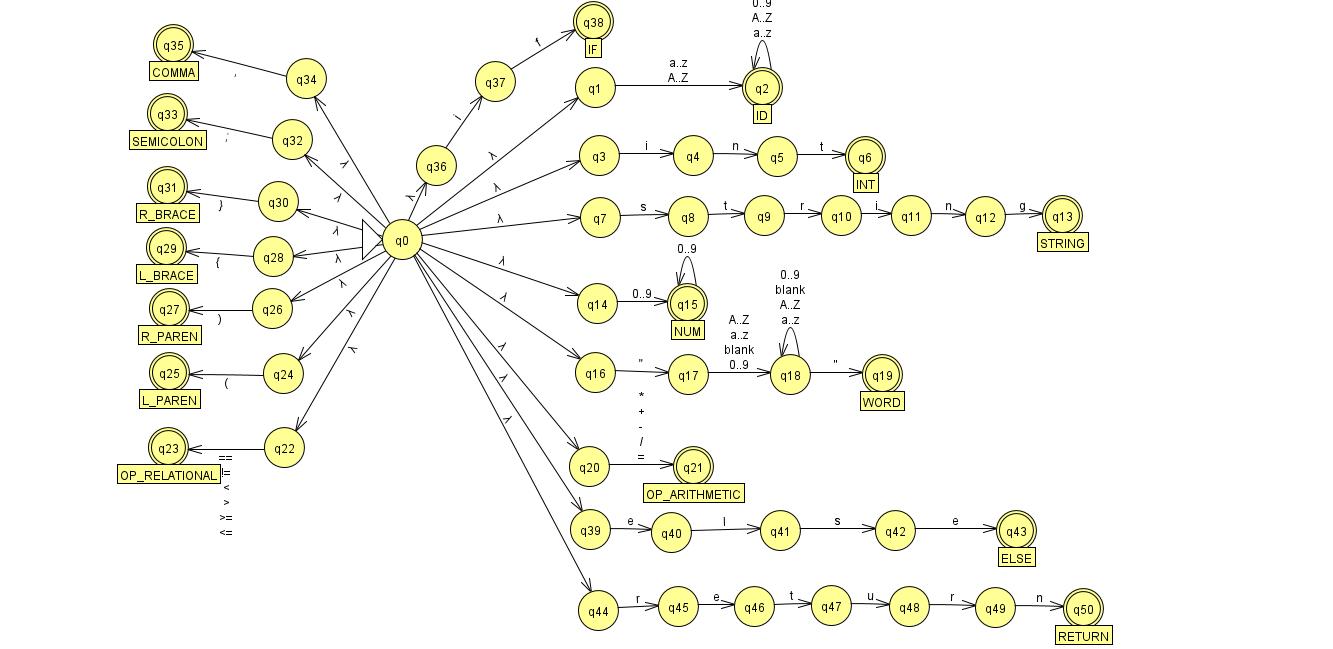 0..9
A..Z
a..z
q35
COMMA
,
q34
q38
IF
f
q37
q1
a..z
A..Z
q2
ID
q33
SEMICOLON
;
q32
i
λ
λ
q36
λ
λ
q3
i
q4
n
q5
t
q6
INT
q31
R_BRACE
}
q30
λ
λ
λ
q7
s
q8
t
q9
r
q10
i
q11
n
q12
g
q13
STRING
q0
q29
L_BRACE
{
q28
λ
λ
0..9
q27
R_PAREN
)
q26
λ
λ
q14
0..9
q15
NUM
0..9
blank
A..Z
a..z
λ
λ
q25
L_PAREN
(
q24
λ
λ
q16
"
q17
A..Z
a..z
blank
0..9
q18
"
q19
WORD
λ
q23
OP_RELATIONAL
q22
==
!=
<
>
>=
<=
*
+
-
/
=
q20
q21
OP_ARITHMETIC
q39
e
q40
l
q41
s
q42
e
q43
ELSE
q44
r
q45
e
q46
t
q47
u
q48
r
q49
n
q50
RETURN